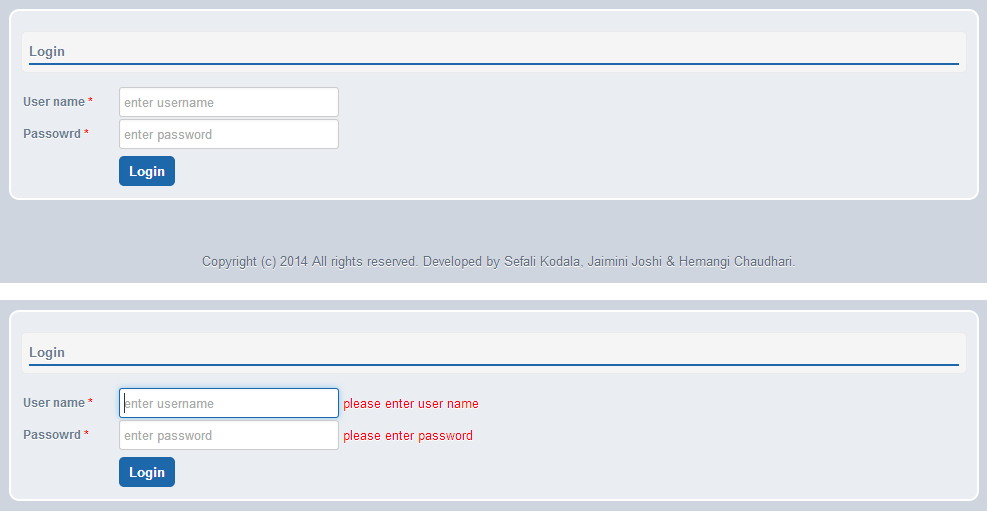 Login
User name * enter username
Passowrd * enter password
Login
Copyright (c) 2014 All rights reserved. Developed by Sefali Kodala, Jaimini Joshi & Hemangi Chaudhari.
Login
User name * enter username please enter user name
Passowrd * enter password please enter password
Login